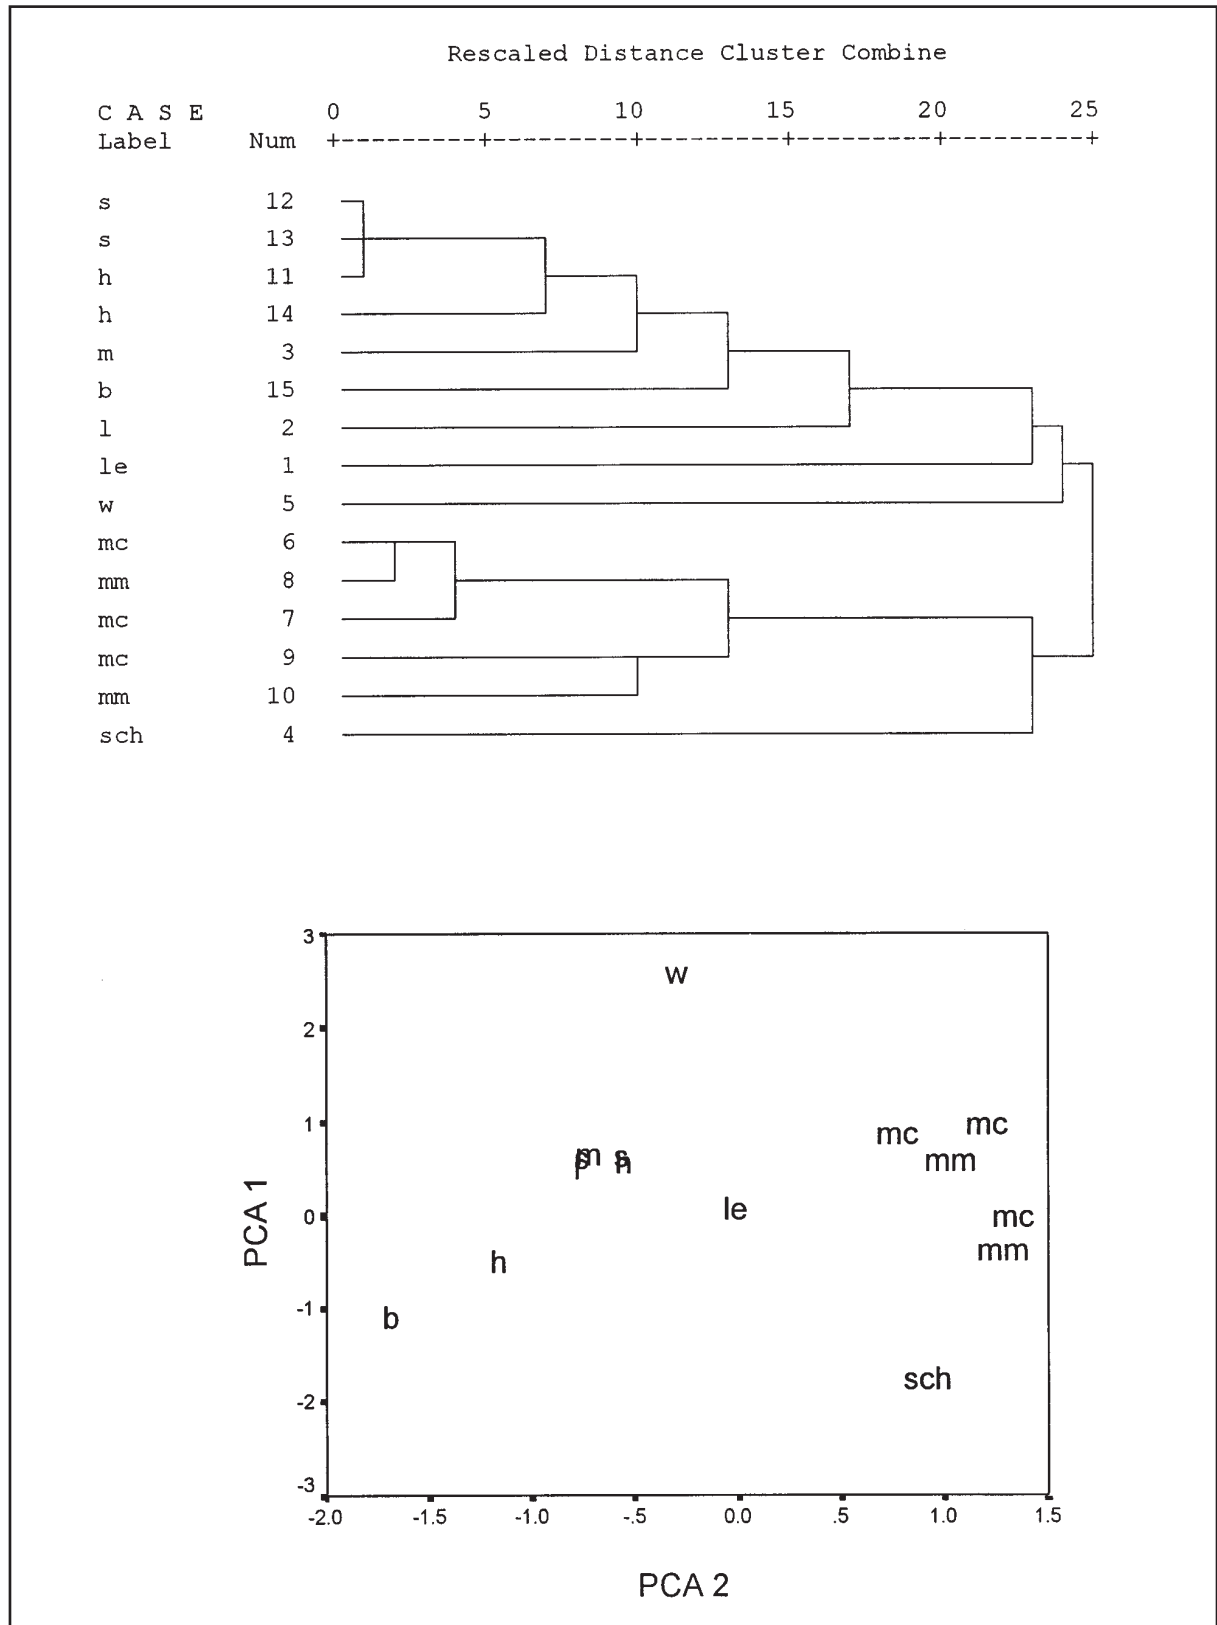 Rescaled Distance Cluster Combine
C A S E 0 5 10 15 20 25
Label Num +---------+---------+---------+---------+---------+
s 12
s 13
h 11
h 14
m 3
b 15
l 2
le 1
w 5
mc 6
mm 8
mc 7
mc 9
mm 10
sch 4
3
w
2
1
mc
mc
m s
mm
h
le
0
mc
mm
h
-1
b
sch
-2
-3
-2.0 -1.5 -1.0 -.5 0.0 .5 1.0 1.5
PCA 1
PCA 2